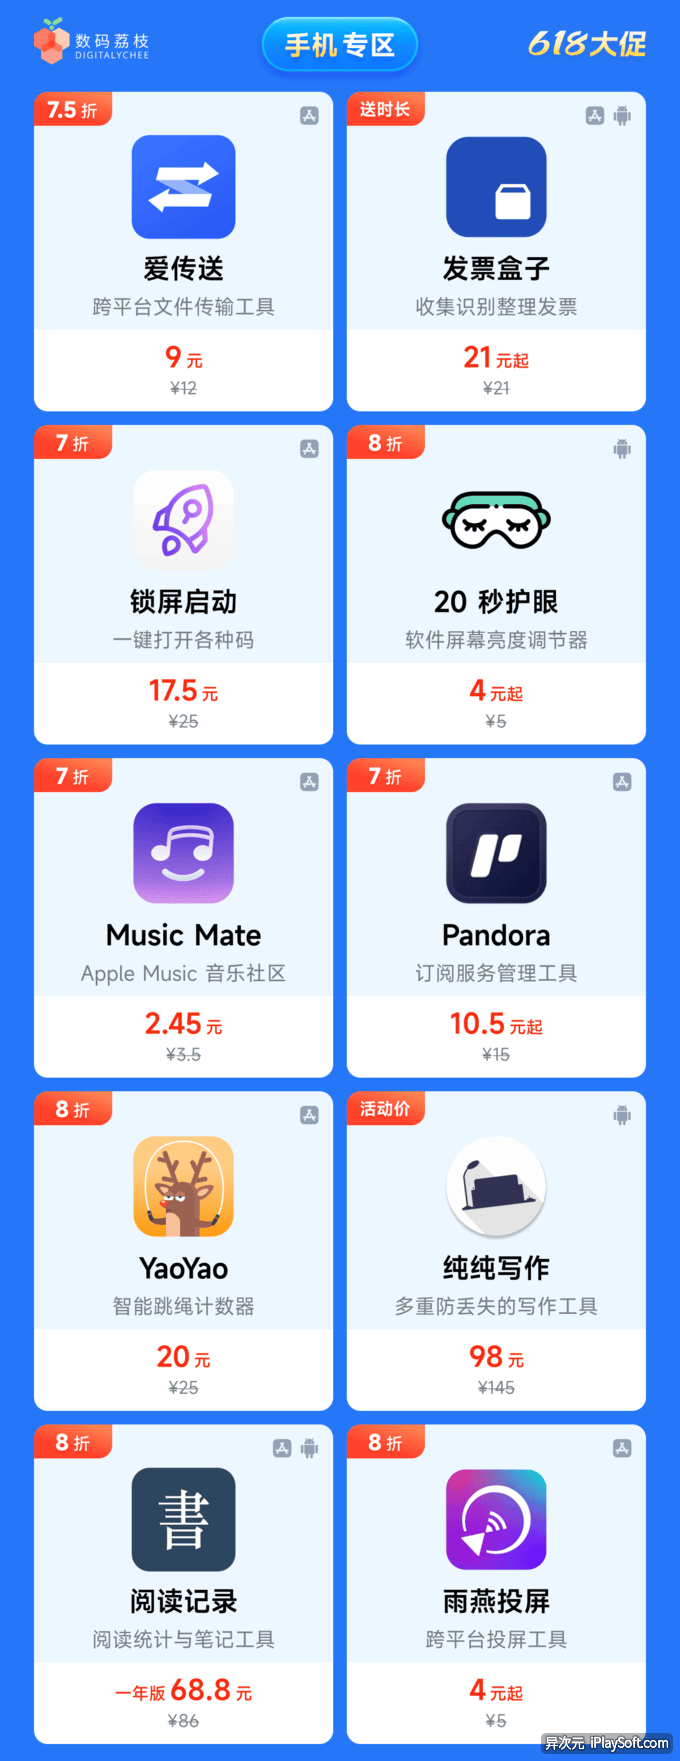 数码荔枝
DIGITALYCHEE
手机专区
618大促
7.5 折
爱传送
跨平台文件传输工具
9 元
¥12
送时长
发票盒子
收集识别整理发票
21 元起
¥21
7 折
锁屏启动
一键打开各种码
17.5 元
¥25
8 折
20 秒护眼
软件屏幕亮度调节器
4 元起
¥5
7 折
Music Mate
Apple Music 音乐社区
2.45 元
¥3.5
7 折
Pandora
订阅服务管理工具
10.5 元起
¥15
8 折
YaoYao
智能跳绳计数器
20 元
¥25
活动价
纯纯写作
多重防丢失的写作工具
98 元
¥145
8 折
書
阅读记录
阅读统计与笔记工具
一年版 68.8 元
¥86
8 折
雨燕投屏
跨平台投屏工具
4 元起
¥5
异次元 iPlaySoft.com